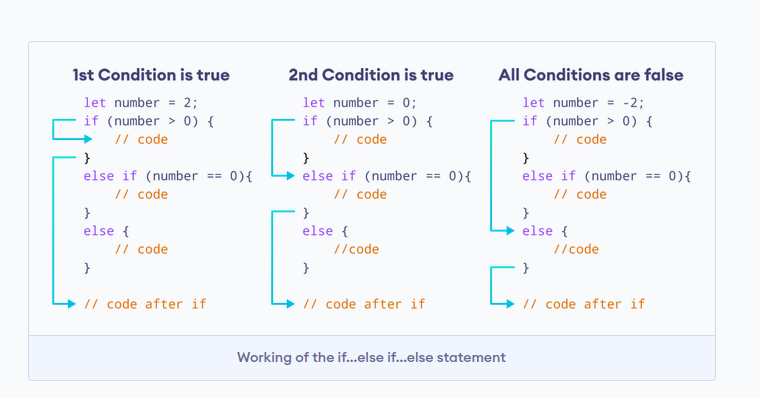 1st Condition is true
let number = 2;
if (number > 0) {
// code
}
else if (number == 0){
// code
}
else {
// code
}
// code after if
2nd Condition is true
let number = 0;
if (number > 0) {
// code
}
else if (number == 0){
// code
}
else {
//code
}
// code after if
All Conditions are false
let number = -2;
if (number > 0) {
// code
}
else if (number == 0){
// code
}
else {
//code
}
// code after if
Working of the if...else if...else statement